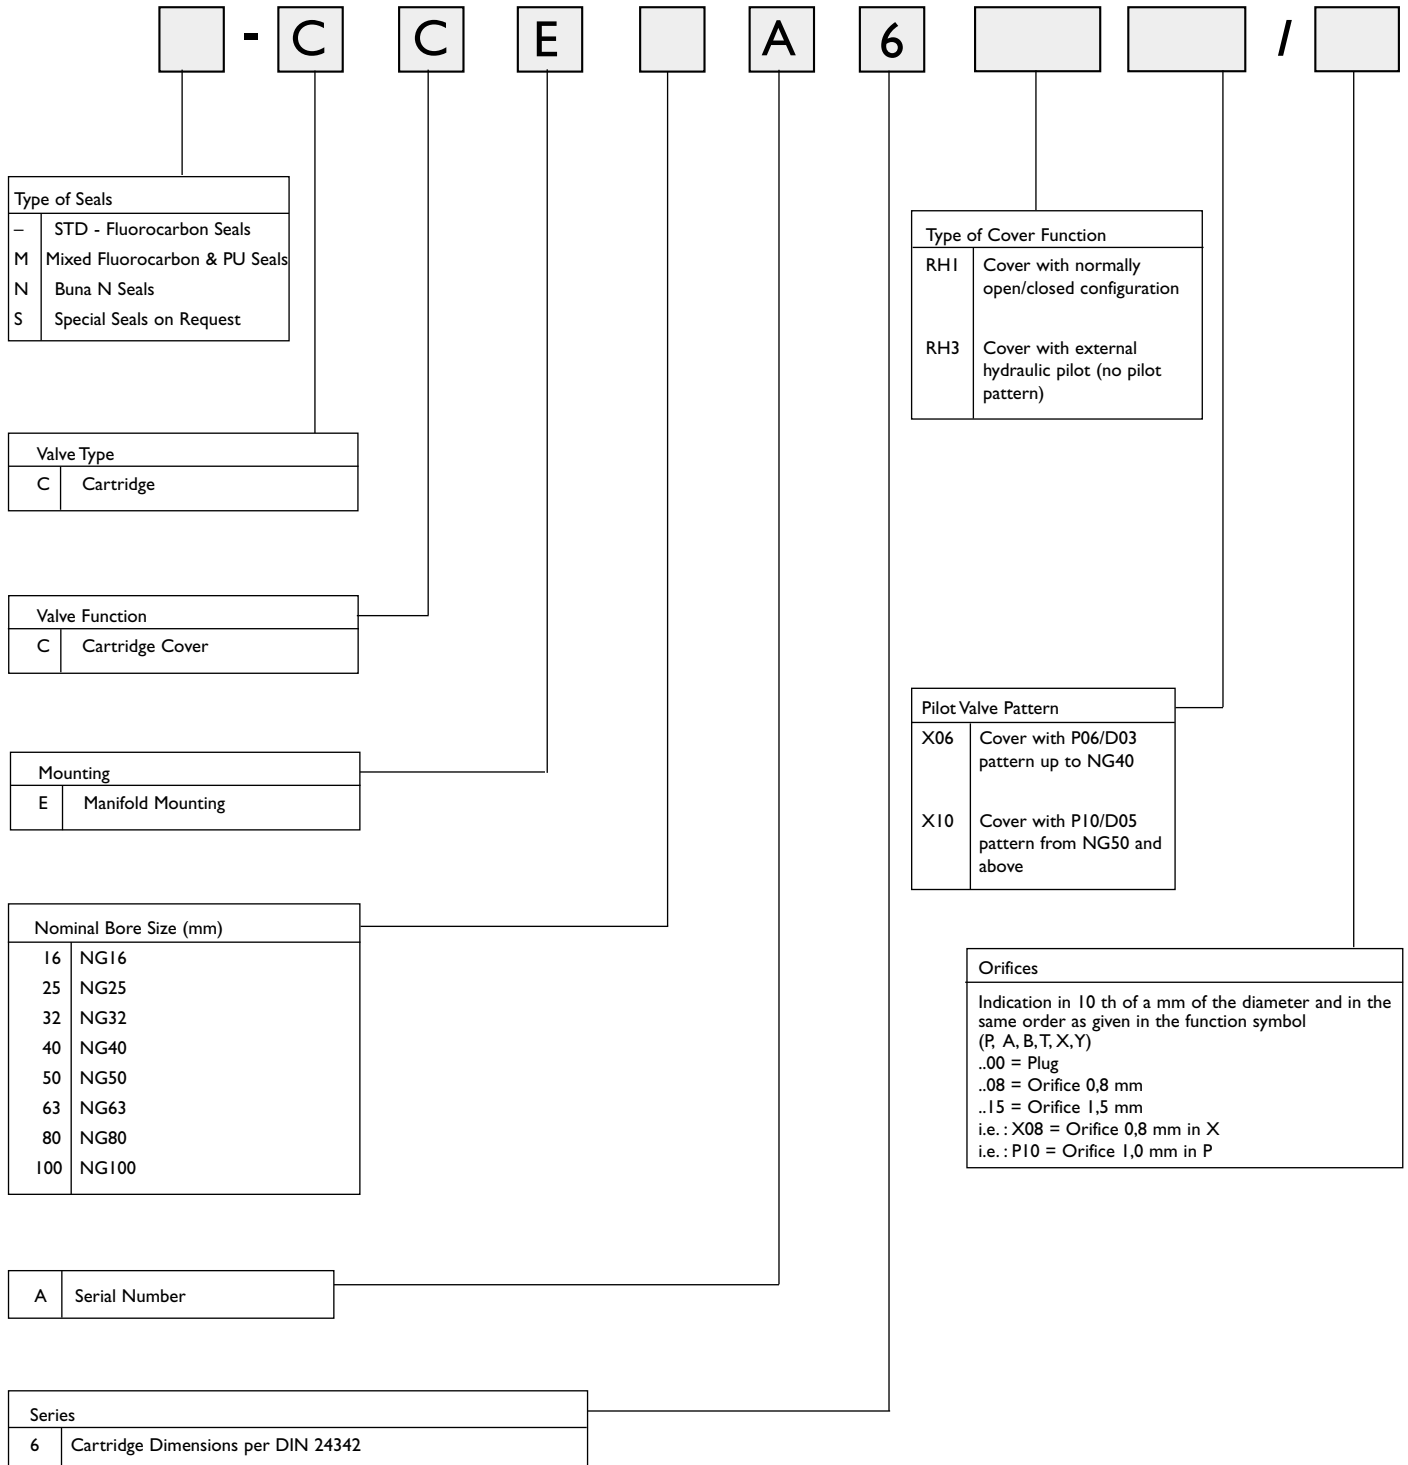 - C C E A 6 /
Type of Seals
– STD - Fluorocarbon Seals
M Mixed Fluorocarbon & PU Seals
N Buna N Seals
S Special Seals on Request
Valve Type
C Cartridge
Valve Function
C Cartridge Cover
Mounting
E Manifold Mounting
Nominal Bore Size (mm)
16 NG16
25 NG25
32 NG32
40 NG40
50 NG50
63 NG63
80 NG80
100 NG100
A Serial Number
Series
6 Cartridge Dimensions per DIN 24342
Type of Cover Function
RH1 Cover with normally
open/closed configuration
RH3 Cover with external
hydraulic pilot (no pilot
pattern)
Pilot Valve Pattern
X06 Cover with P06/D03
pattern up to NG40
X10 Cover with P10/D05
pattern from NG50 and
above
Orifices
Indication in 10 th of a mm of the diameter and in the
same order as given in the function symbol
(P, A, B, T, X, Y)
..00 = Plug
..08 = Orifice 0,8 mm
..15 = Orifice 1,5 mm
i.e. : X08 = Orifice 0,8 mm in X
i.e. : P10 = Orifice 1,0 mm in P